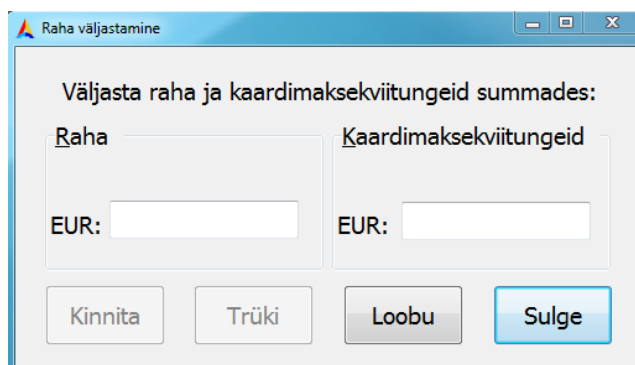 Raha väljastamine
Väljasta raha ja kaardimaksekviitungeid summades:
Raha
Kaardimaksekviitungeid
EUR:
EUR:
Kinnita Trüki Loobu Sulge